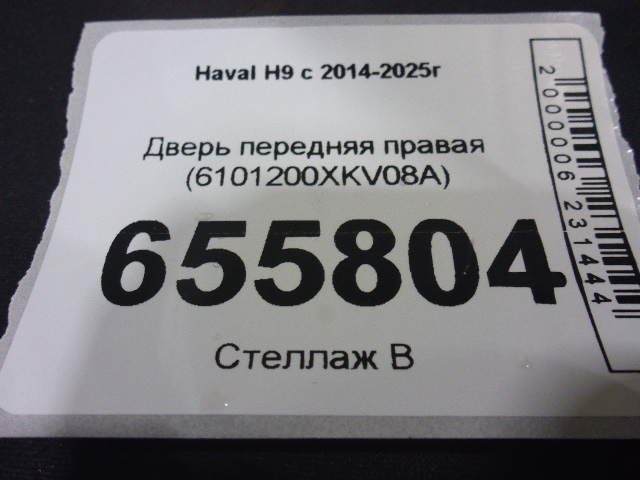 Haval H9 с 2014-2025г
Дверь передняя правая
(6101200XKV08A)
655804
Стеллаж В
2000006231444